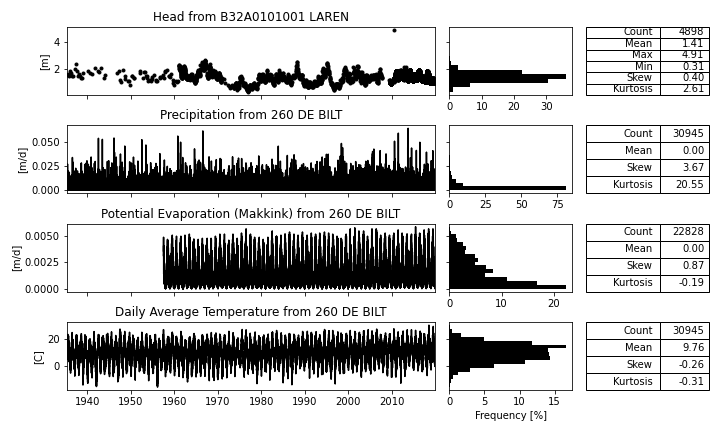 Head from B32A0101001 LAREN
[m]
4
2
0 10 20 30
Count 4898
Mean 1.41
Max 4.91
Min 0.31
Skew 0.40
Kurtosis 2.61
Precipitation from 260 DE BILT
[m/d]
0.050
0.025
0.000
0 25 50 75
Count 30945
Mean 0.00
Skew 3.67
Kurtosis 20.55
Potential Evaporation (Makkink) from 260 DE BILT
[m/d]
0.0050
0.0025
0.0000
0 10 20
Count 22828
Mean 0.00
Skew 0.87
Kurtosis -0.19
Daily Average Temperature from 260 DE BILT
[C]
20
0
1940 1950 1960 1970 1980 1990 2000 2010
0 5 10 15
Frequency [%]
Count 30945
Mean 9.76
Skew -0.26
Kurtosis -0.31